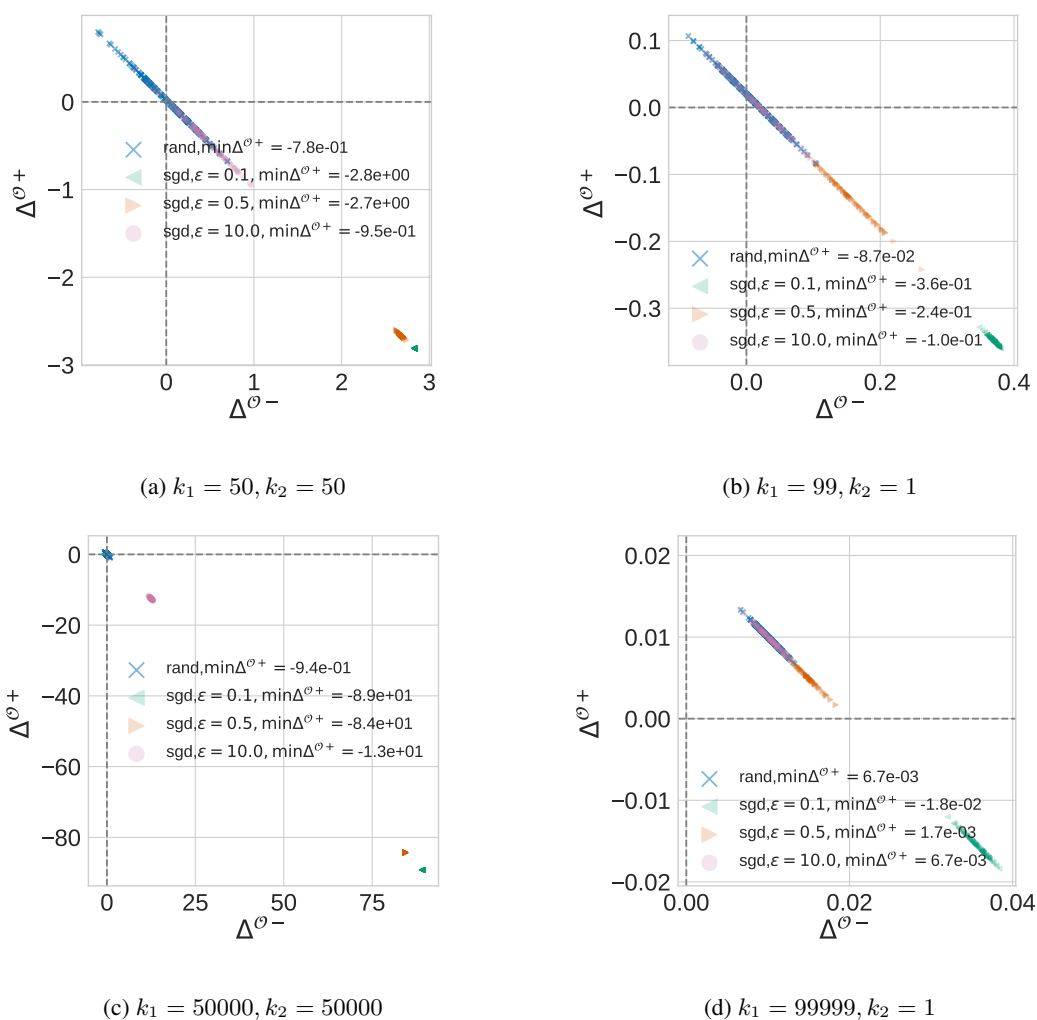 0
−1
−2
−3
0
1
2
3
Δ^𝒪+
Δ^𝒪−
rand,minΔ^𝒪+ = -7.8e-01
sgd,ε = 0.1, minΔ^𝒪+ = -2.8e+00
sgd,ε = 0.5, minΔ^𝒪+ = -2.7e+00
sgd,ε = 10.0, minΔ^𝒪+ = -9.5e-01
(a) k₁ = 50, k₂ = 50
0.1
0.0
−0.1
−0.2
−0.3
0.0
0.2
0.4
Δ^𝒪+
Δ^𝒪−
rand,minΔ^𝒪+ = -8.7e-02
sgd,ε = 0.1, minΔ^𝒪+ = -3.6e-01
sgd,ε = 0.5, minΔ^𝒪+ = -2.4e-01
sgd,ε = 10.0, minΔ^𝒪+ = -1.0e-01
(b) k₁ = 99, k₂ = 1
0
−20
−40
−60
−80
0
25
50
75
Δ^𝒪+
Δ^𝒪−
rand,minΔ^𝒪+ = -9.4e-01
sgd,ε = 0.1, minΔ^𝒪+ = -8.9e+01
sgd,ε = 0.5, minΔ^𝒪+ = -8.4e+01
sgd,ε = 10.0, minΔ^𝒪+ = -1.3e+01
(c) k₁ = 50000, k₂ = 50000
0.02
0.01
0.00
−0.01
−0.02
0.00
0.02
0.04
Δ^𝒪+
Δ^𝒪−
rand,minΔ^𝒪+ = 6.7e-03
sgd,ε = 0.1, minΔ^𝒪+ = -1.8e-02
sgd,ε = 0.5, minΔ^𝒪+ = 1.7e-03
sgd,ε = 10.0, minΔ^𝒪+ = 6.7e-03
(d) k₁ = 99999, k₂ = 1